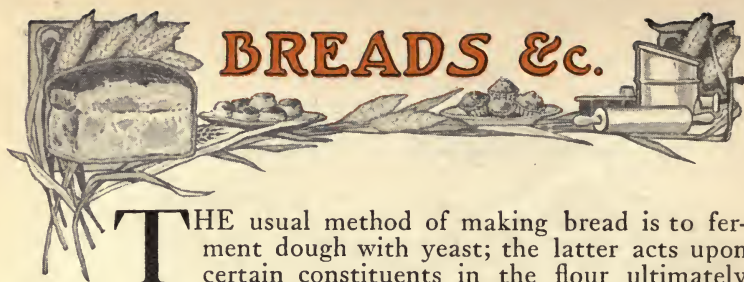 BREADS &c.
THE usual method of making bread is to fer-
ment dough with yeast; the latter acts upon
certain constituents in the flour ultimately